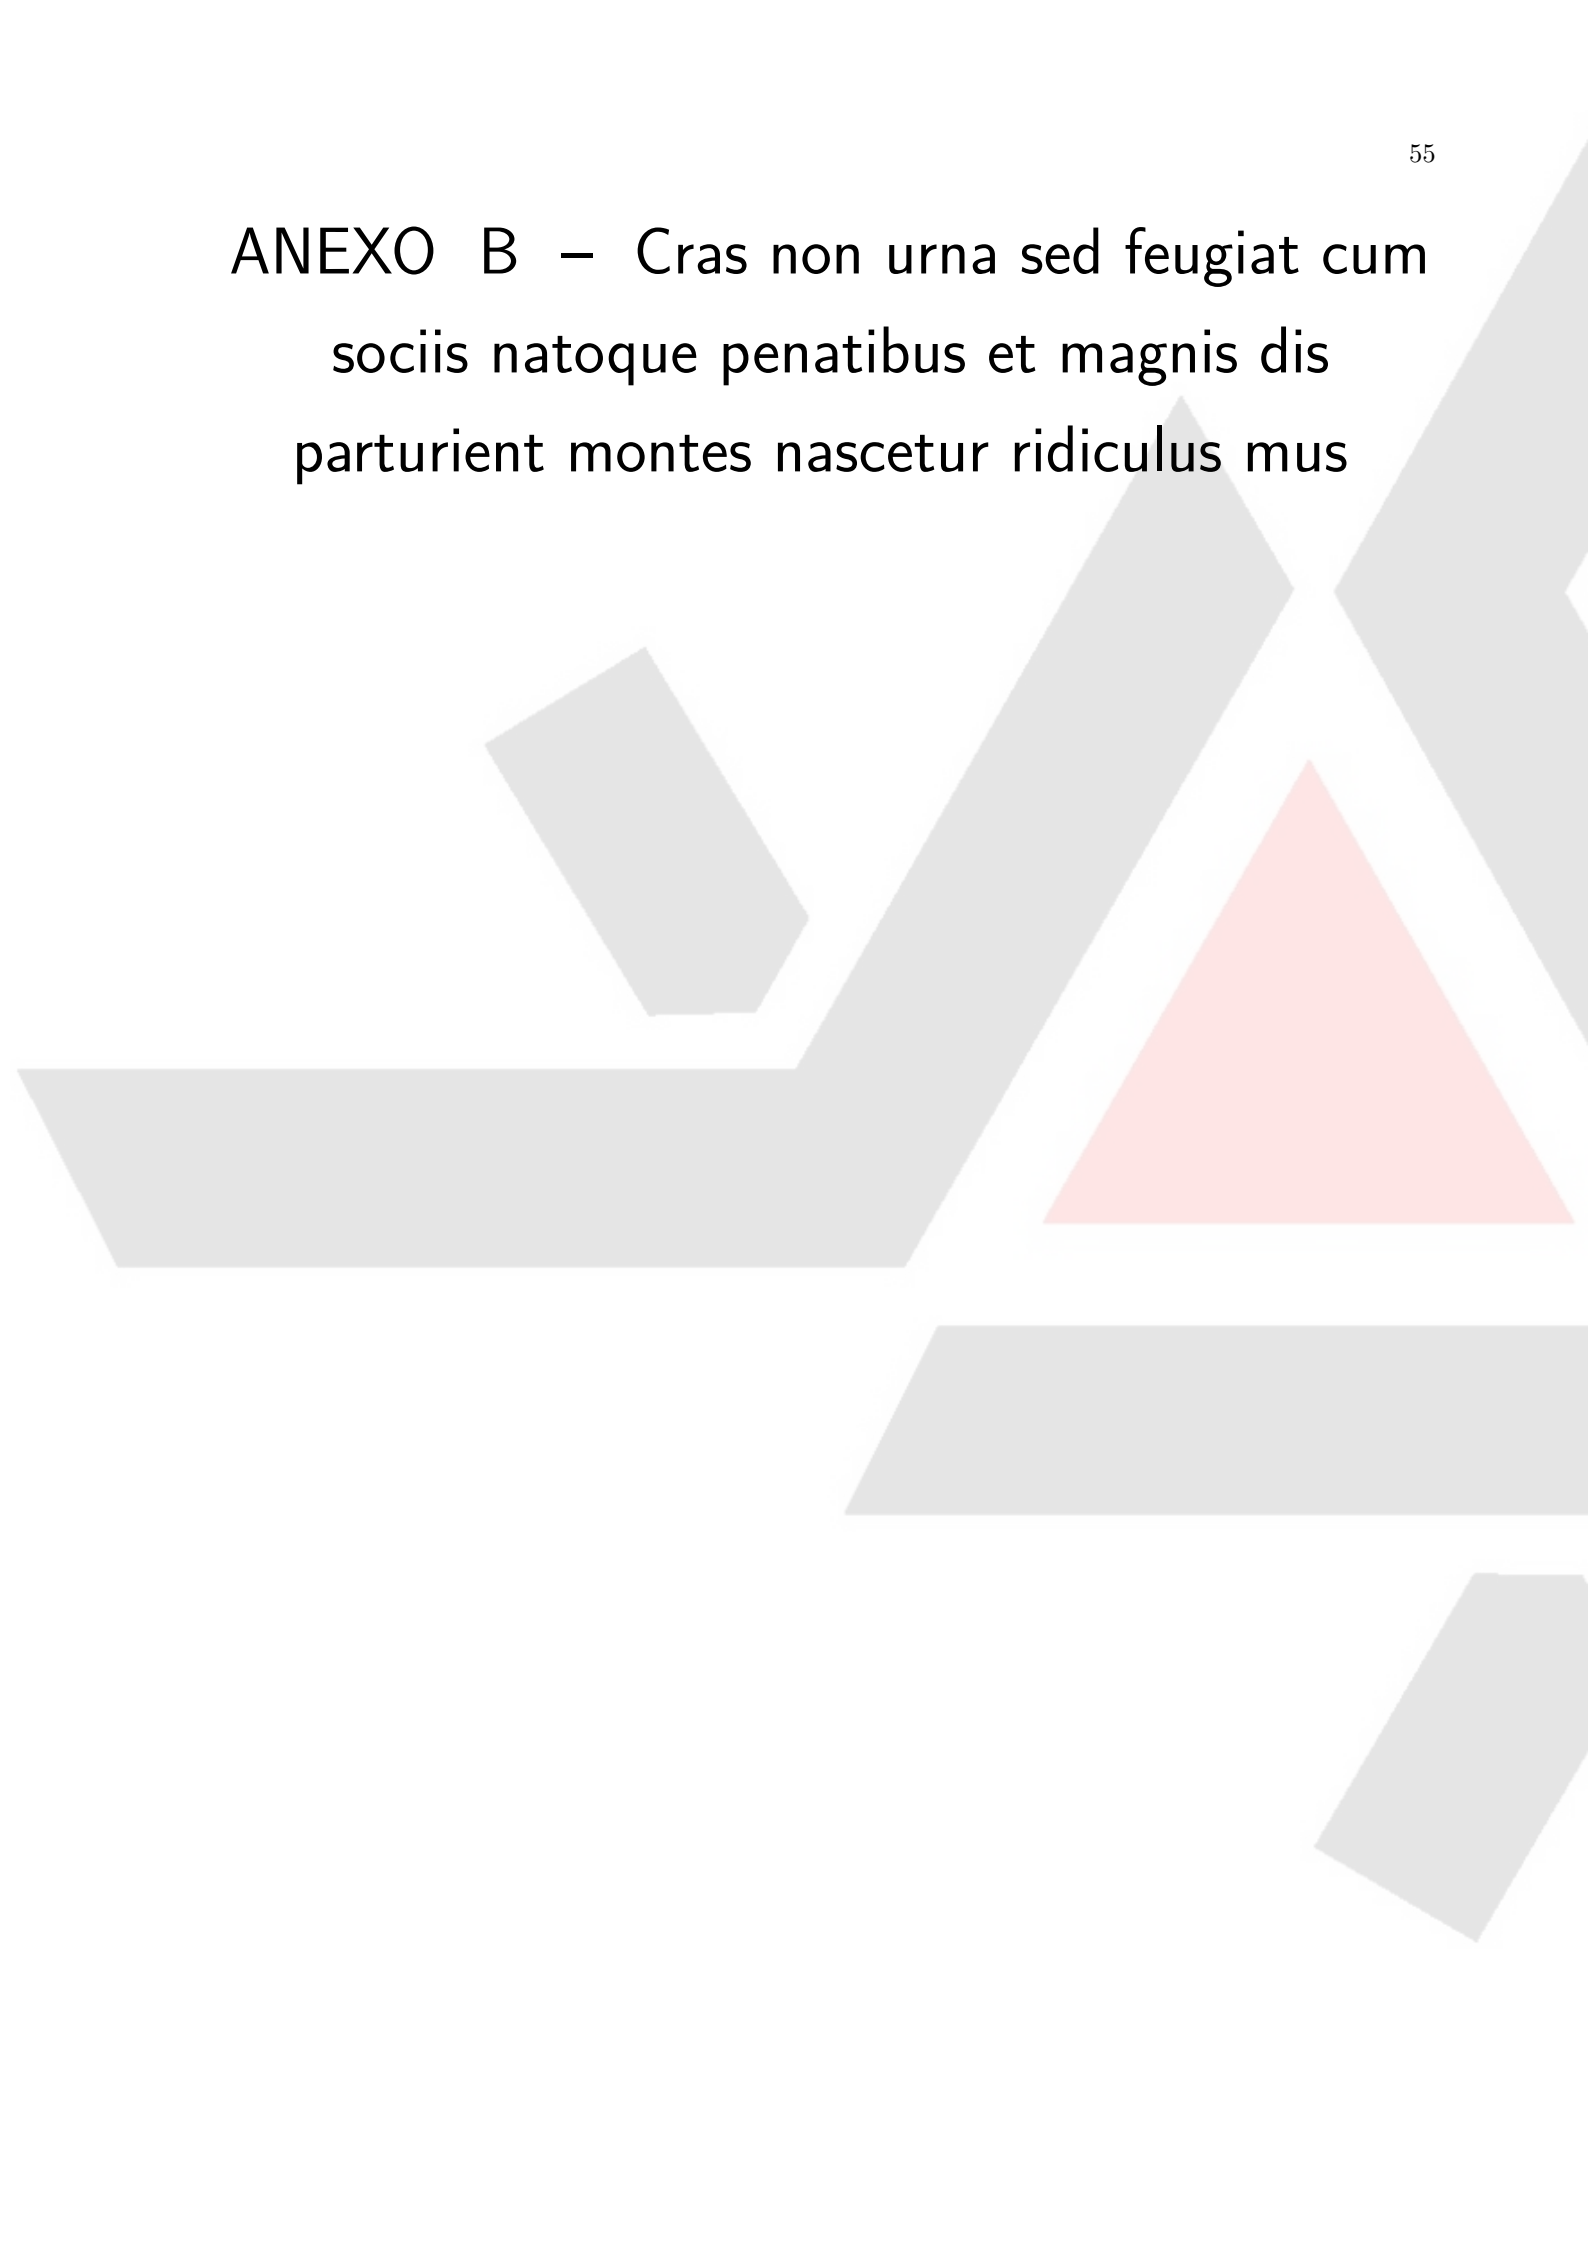 55
ANEXO B – Cras non urna sed feugiat cum
sociis natoque penatibus et magnis dis
parturient montes nascetur ridiculus mus